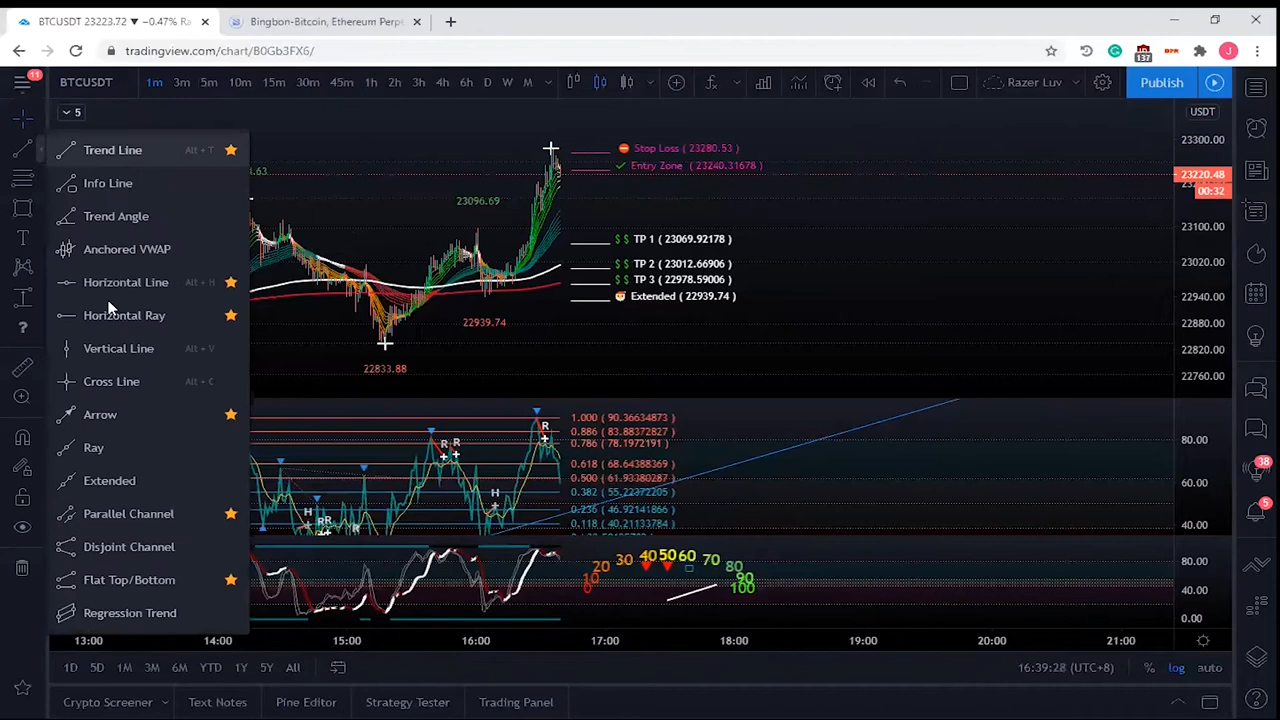 BTCUSDT 23223.72 ▼ −0.47% Ra
Bingbon-Bitcoin, Ethereum Perpe
tradingview.com/chart/B0Gb3FX6/
137
J
11
BTCUSDT
1m 3m 5m 10m 15m 30m 45m 1h 2h 3h 4h 6h D W M
Razer Luv
Publish
5
USDT
Trend Line Alt + T
Info Line
Trend Angle
Anchored VWAP
Horizontal Line Alt + H
Horizontal Ray
Vertical Line Alt + V
Cross Line Alt + C
Arrow
Ray
Extended
Parallel Channel
Disjoint Channel
Flat Top/Bottom
Regression Trend
Stop Loss ( 23280.53 )
Entry Zone ( 23240.31678 )
23096.69
TP 1 ( 23069.92178 )
TP 2 ( 23012.66906 )
TP 3 ( 22978.59006 )
Extended ( 22939.74 )
22939.74
22833.88
23300.00
23220.48
00:32
23100.00
23020.00
22940.00
22880.00
22820.00
22760.00
1.000 ( 90.36634873 )
0.886 ( 83.88372827 )
0.786 ( 78.1972191 )
0.618 ( 68.64388369 )
0.500 ( 61.93380287 )
0.382 ( 55.22372205 )
0.236 ( 46.92141866 )
0.118 ( 40.21133784 )
R
R R
H
H
R R R
80.00
60.00
40.00
0 10 20 30 40 50 60 70 80 90 100
80.00
40.00
0.00
38
5
13:00 14:00 15:00 16:00 17:00 18:00 19:00 20:00 21:00
1D 5D 1M 3M 6M YTD 1Y 5Y All
16:39:28 (UTC+8) % log auto
Crypto Screener Text Notes Pine Editor Strategy Tester Trading Panel